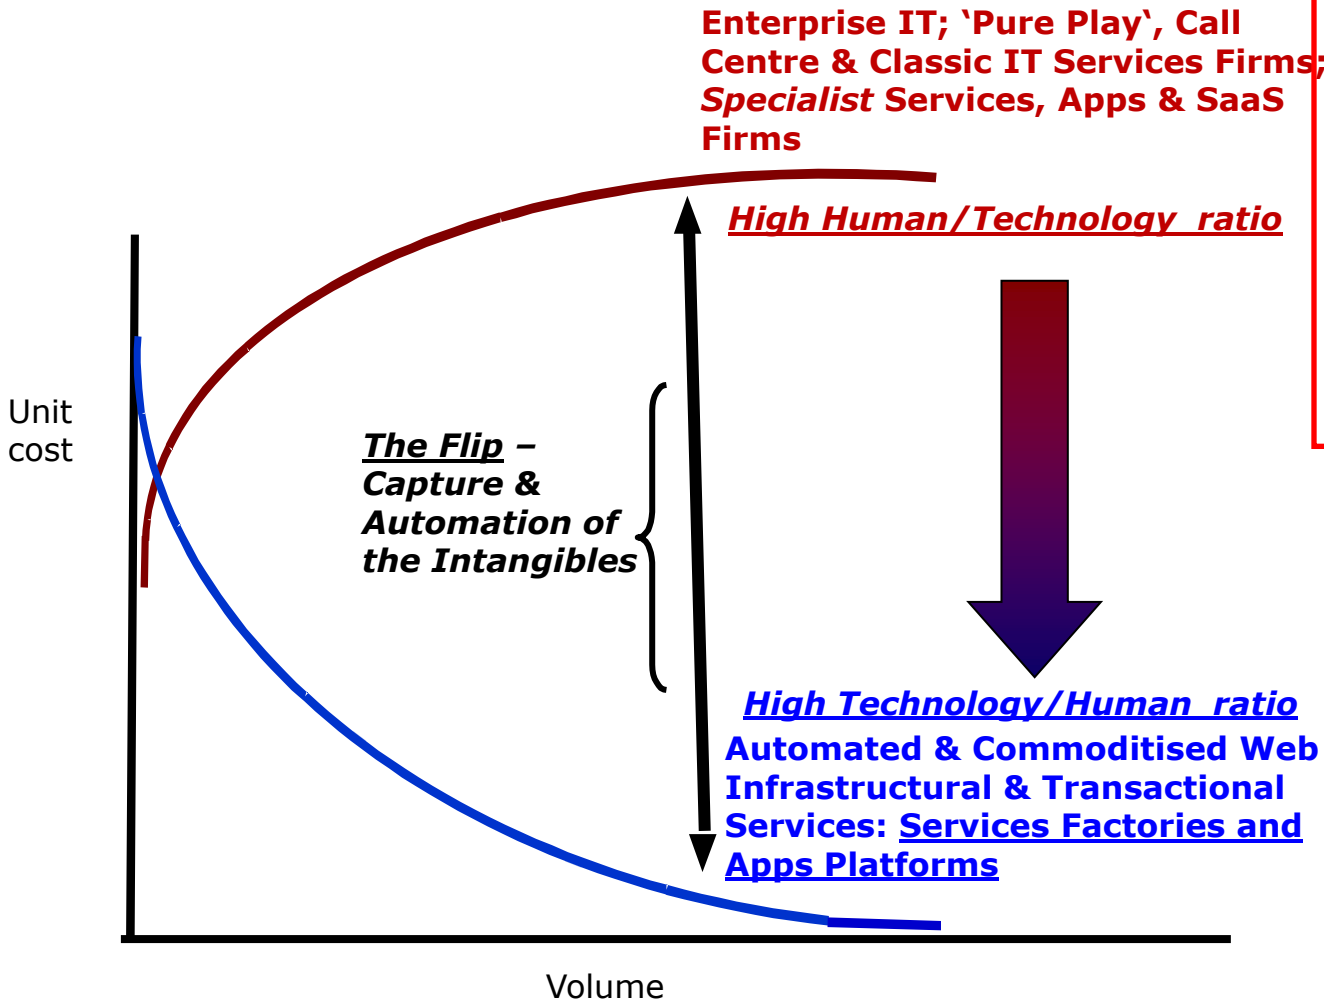 Enterprise IT; ‘Pure Play‘, Call
Centre & Classic IT Services Firms;
Specialist Services, Apps & SaaS
Firms
High Human/Technology ratio
Unit
cost
The Flip –
Capture &
Automation of
the Intangibles
High Technology/Human ratio
Automated & Commoditised Web
Infrastructural & Transactional
Services: Services Factories and
Apps Platforms
Volume